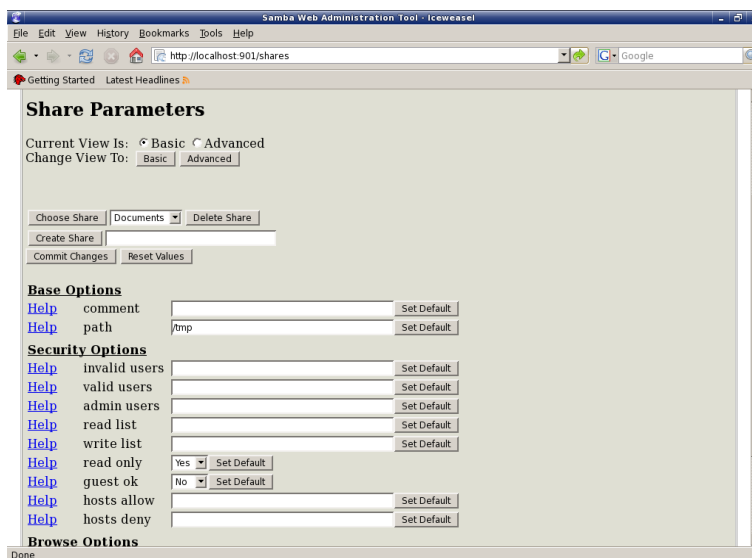 Samba Web Administration Tool - Iceweasel
File Edit View History Bookmarks Tools Help
http://localhost:901/shares
G Google
Getting Started Latest Headlines
Share Parameters
Current View Is: Basic Advanced
Change View To: Basic Advanced
Choose Share Documents Delete Share
Create Share
Commit Changes Reset Values
Base Options
Help comment Set Default
Help path /tmp Set Default
Security Options
Help invalid users Set Default
Help valid users Set Default
Help admin users Set Default
Help read list Set Default
Help write list Set Default
Help read only Yes Set Default
Help guest ok No Set Default
Help hosts allow Set Default
Help hosts deny Set Default
Browse Options
Done